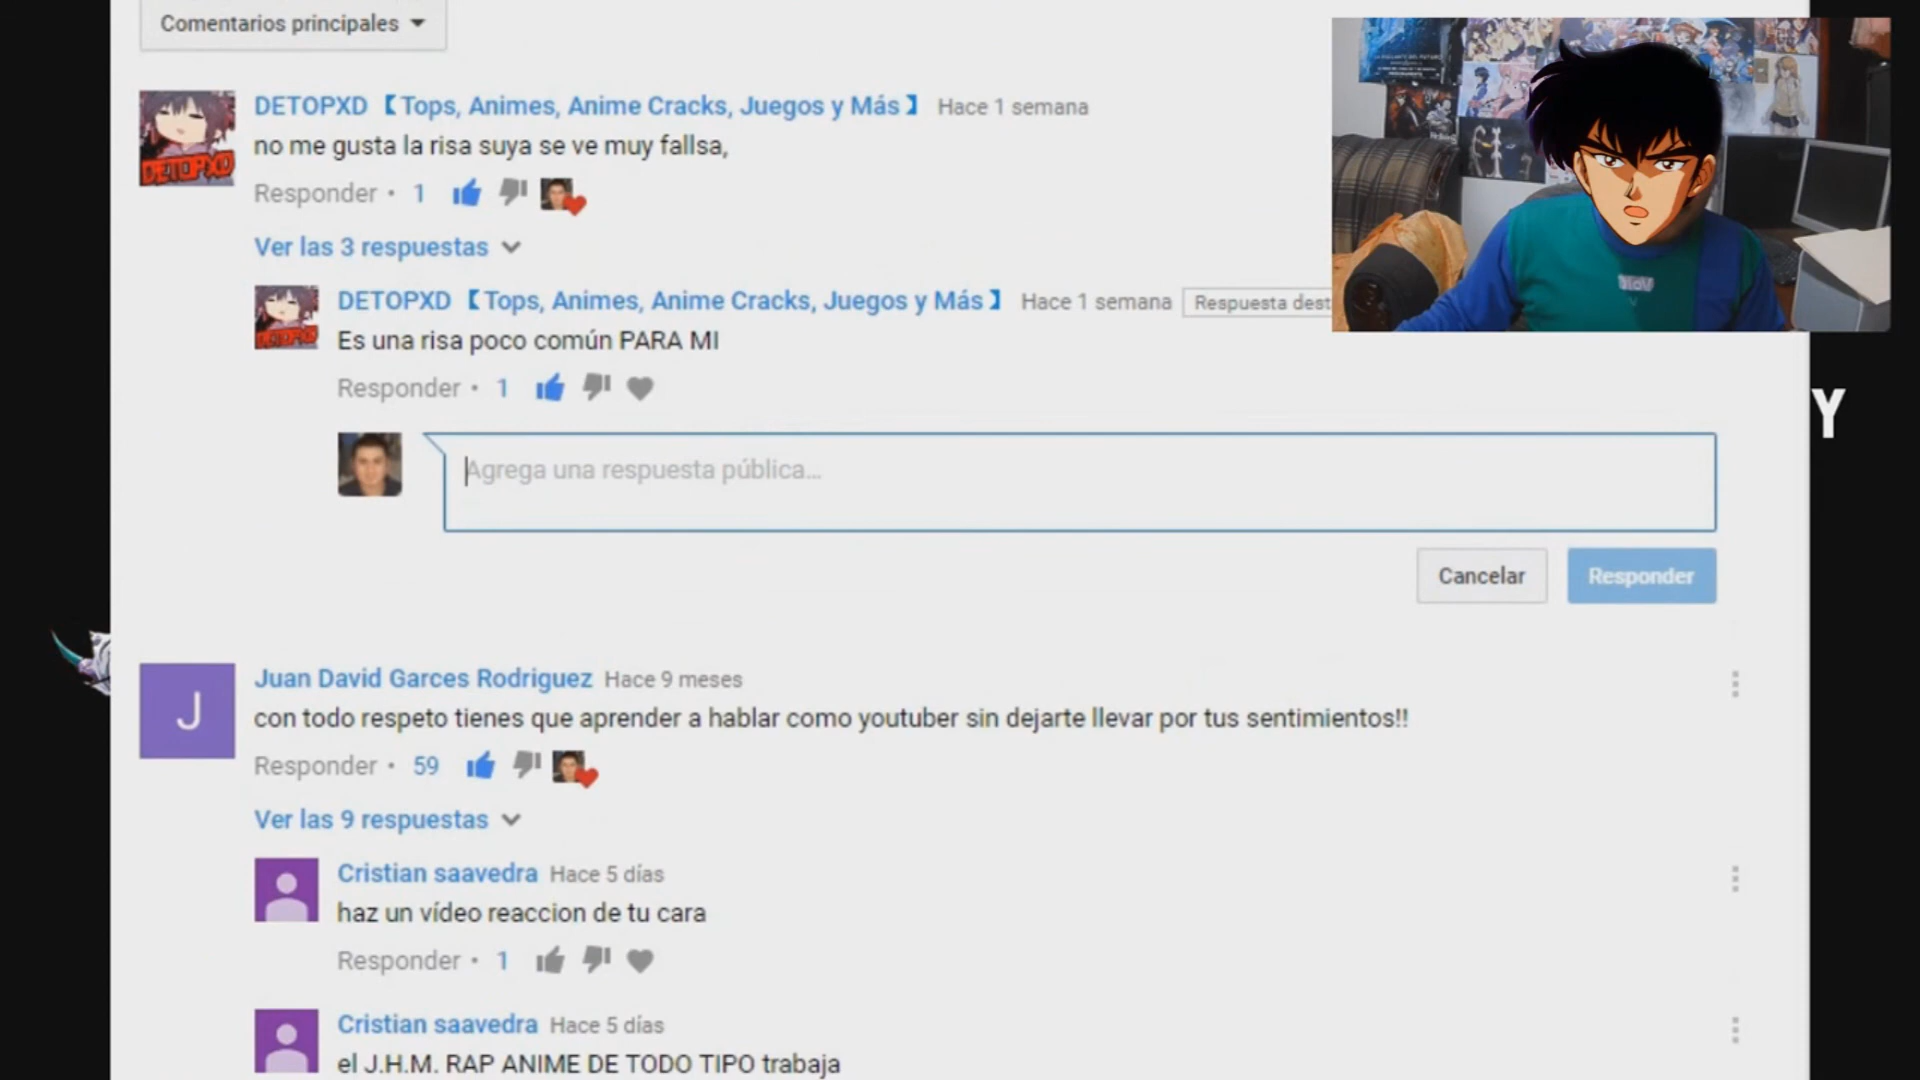 Comentarios principales
DETOPXD 【Tops, Animes, Anime Cracks, Juegos y Más】 Hace 1 semana
no me gusta la risa suya se ve muy fallsa,
Responder • 1
Ver las 3 respuestas
DETOPXD 【Tops, Animes, Anime Cracks, Juegos y Más】 Hace 1 semana Respuesta dest
Es una risa poco común PARA MI
Responder • 1
Y
Agrega una respuesta pública...
Cancelar Responder
J
Juan David Garces Rodriguez Hace 9 meses
con todo respeto tienes que aprender a hablar como youtuber sin dejarte llevar por tus sentimientos!!
Responder • 59
Ver las 9 respuestas
Cristian saavedra Hace 5 días
haz un vídeo reaccion de tu cara
Responder • 1
Cristian saavedra Hace 5 días
el J.H.M. RAP ANIME DE TODO TIPO trabaja
DETOPXD
DETOPXD